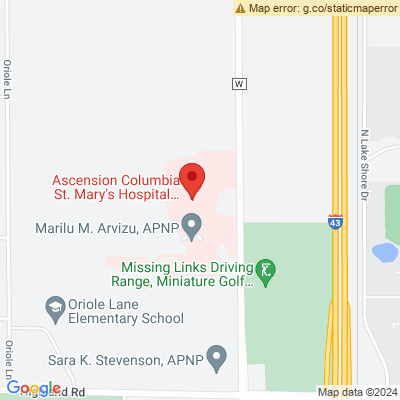 Map error: g.co/staticmaperror
Oriole Ln
W
N Lake Shore Dr
Ascension Columbia
St. Mary's Hospital...
43
Marilu M. Arvizu, APNP
Missing Links Driving
Range, Miniature Golf...
Oriole Lane
Elementary School
Oriole Ln
Sara K. Stevenson, APNP
Google
Highland Rd
Map data ©2024